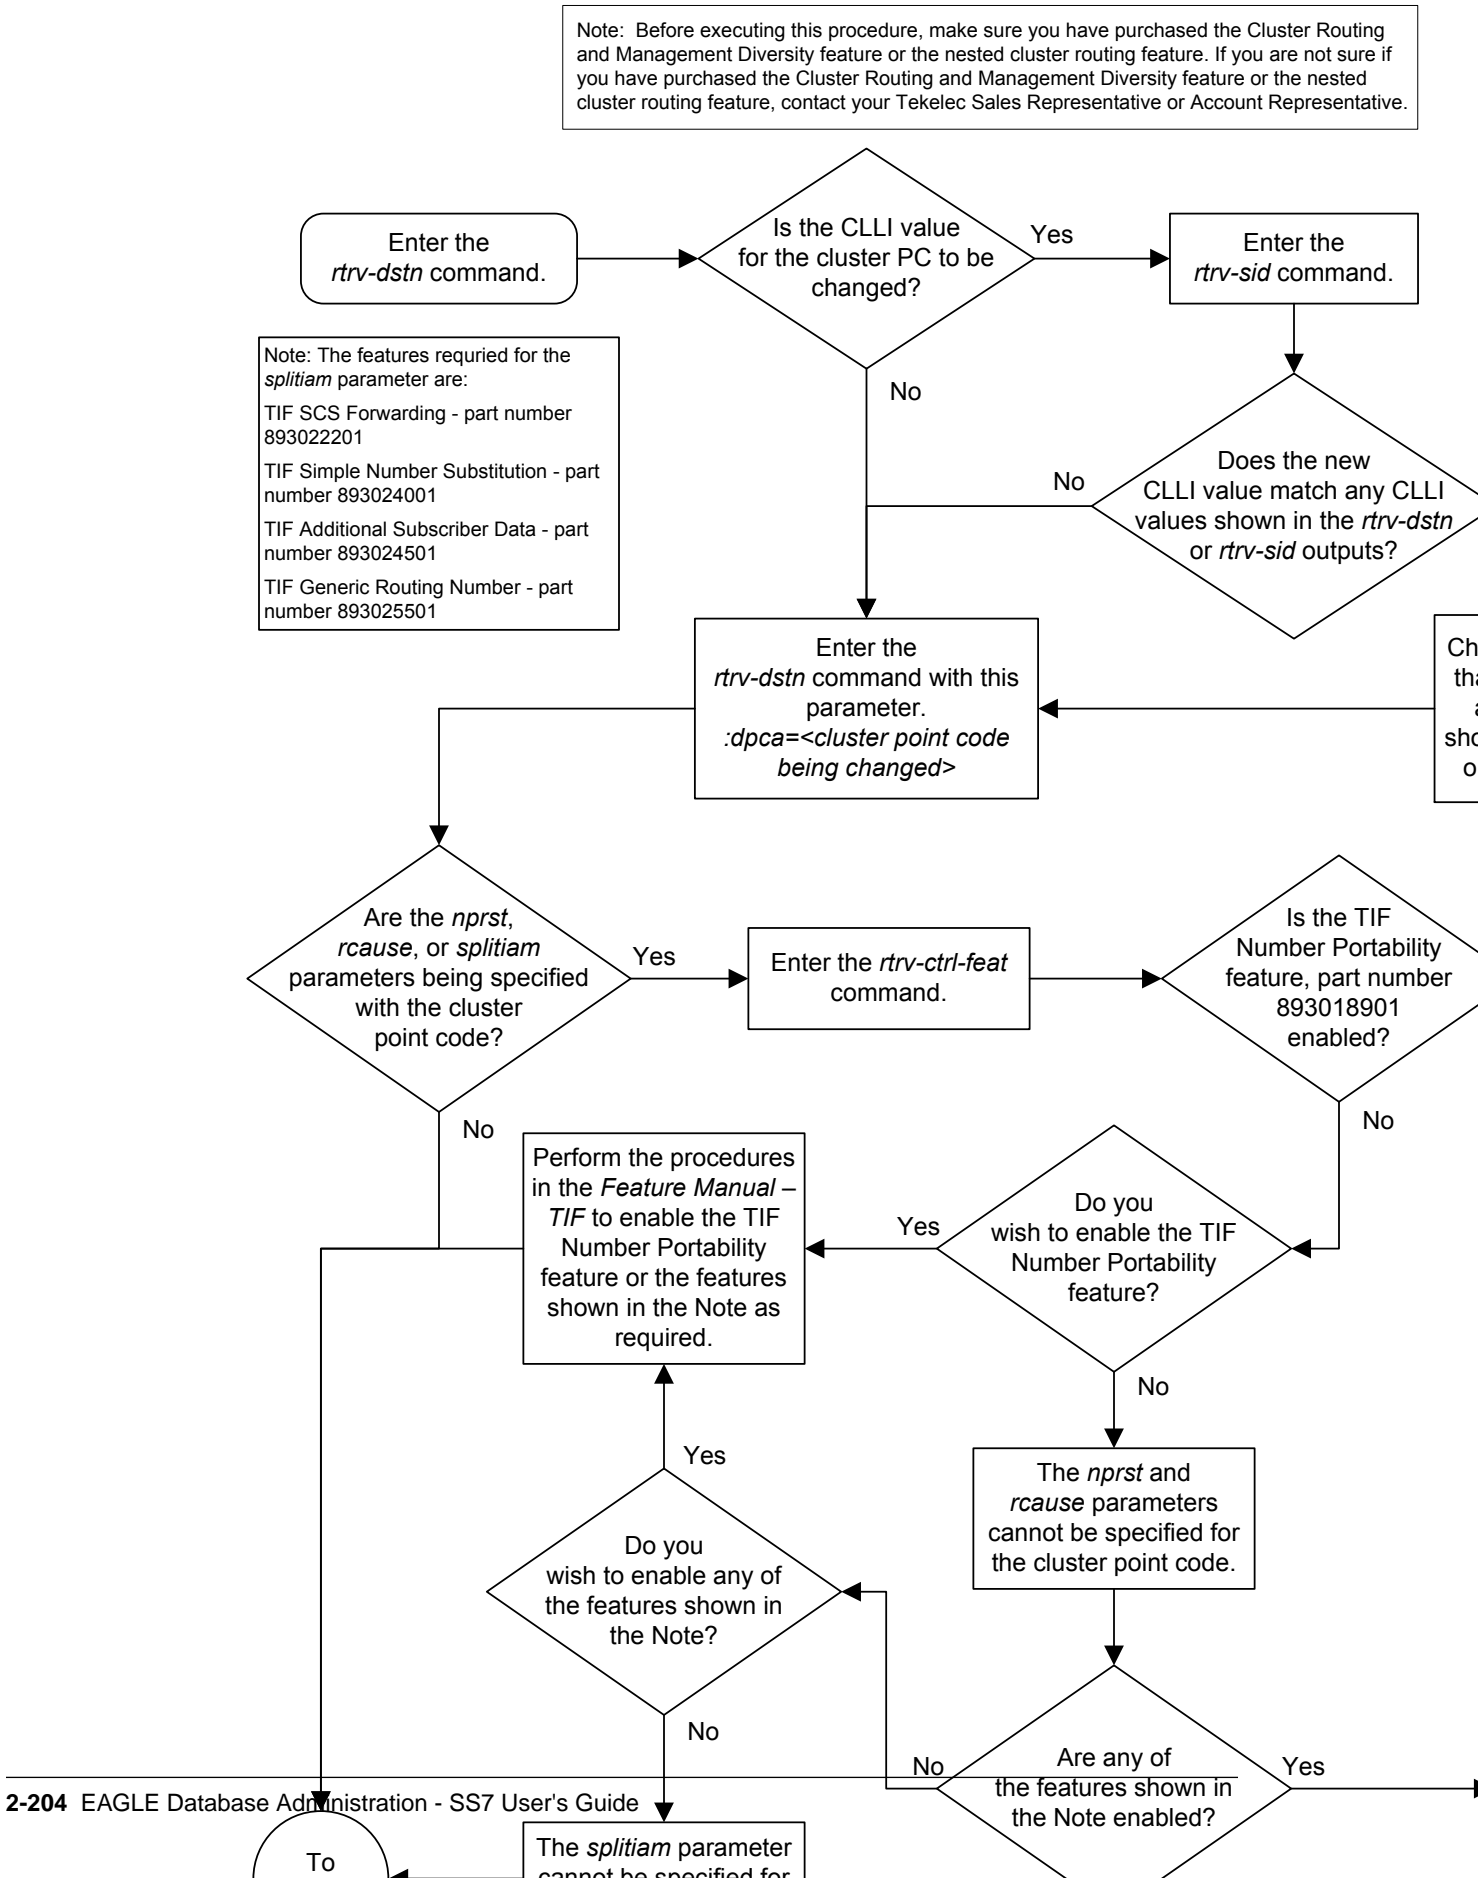 Note:  Before executing this procedure, make sure you have purchased the Cluster Routing
and Management Diversity feature or the nested cluster routing feature. If you are not sure if
you have purchased the Cluster Routing and Management Diversity feature or the nested
cluster routing feature, contact your Tekelec Sales Representative or Account Representative.
Enter the
rtrv-dstn command.
Is the CLLI value
for the cluster PC to be
changed?
Yes
Enter the
rtrv-sid command.
No
Note: The features requried for the
splitiam parameter are:
TIF SCS Forwarding - part number
893022201
TIF Simple Number Substitution - part
number 893024001
TIF Additional Subscriber Data - part
number 893024501
TIF Generic Routing Number - part
number 893025501
Does the new
CLLI value match any CLLI
values shown in the rtrv-dstn
or rtrv-sid outputs?
No
Enter the
rtrv-dstn command with this
parameter.
:dpca=<cluster point code
being changed>
Are the nprst,
rcause, or splitiam
parameters being specified
with the cluster
point code?
Yes
Enter the rtrv-ctrl-feat
command.
Is the TIF
Number Portability
feature, part number
893018901
enabled?
No
No
Perform the procedures
in the Feature Manual –
TIF to enable the TIF
Number Portability
feature or the features
shown in the Note as
required.
Yes
Do you
wish to enable the TIF
Number Portability
feature?
No
The nprst and
rcause parameters
cannot be specified for
the cluster point code.
Yes
Do you
wish to enable any of
the features shown in
the Note?
No
No
Are any of
the features shown in
the Note enabled?
Yes
2-204 EAGLE Database Administration - SS7 User's Guide
To
The splitiam parameter
cannot be specified for